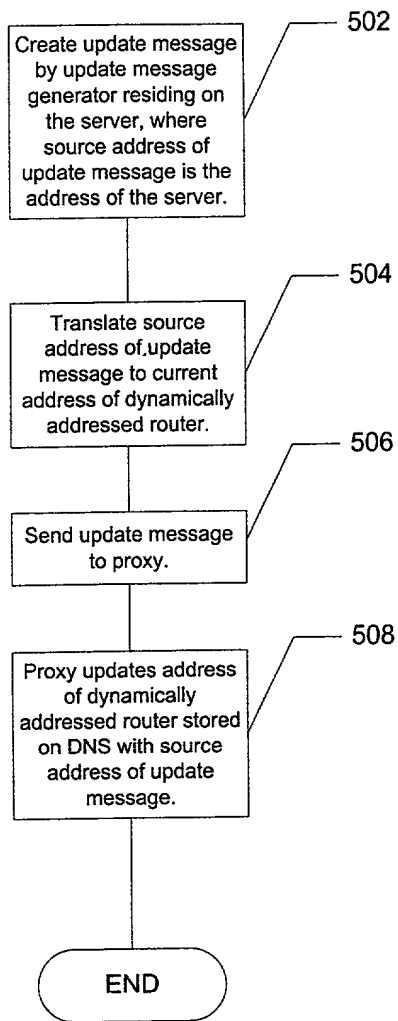 502
Create update message
by update message
generator residing on
the server, where
source address of
update message is the
address of the server.
504
Translate source
address of update
message to current
address of dynamically
addressed router.
506
Send update message
to proxy.
508
Proxy updates address
of dynamically
addressed router stored
on DNS with source
address of update
message.
END